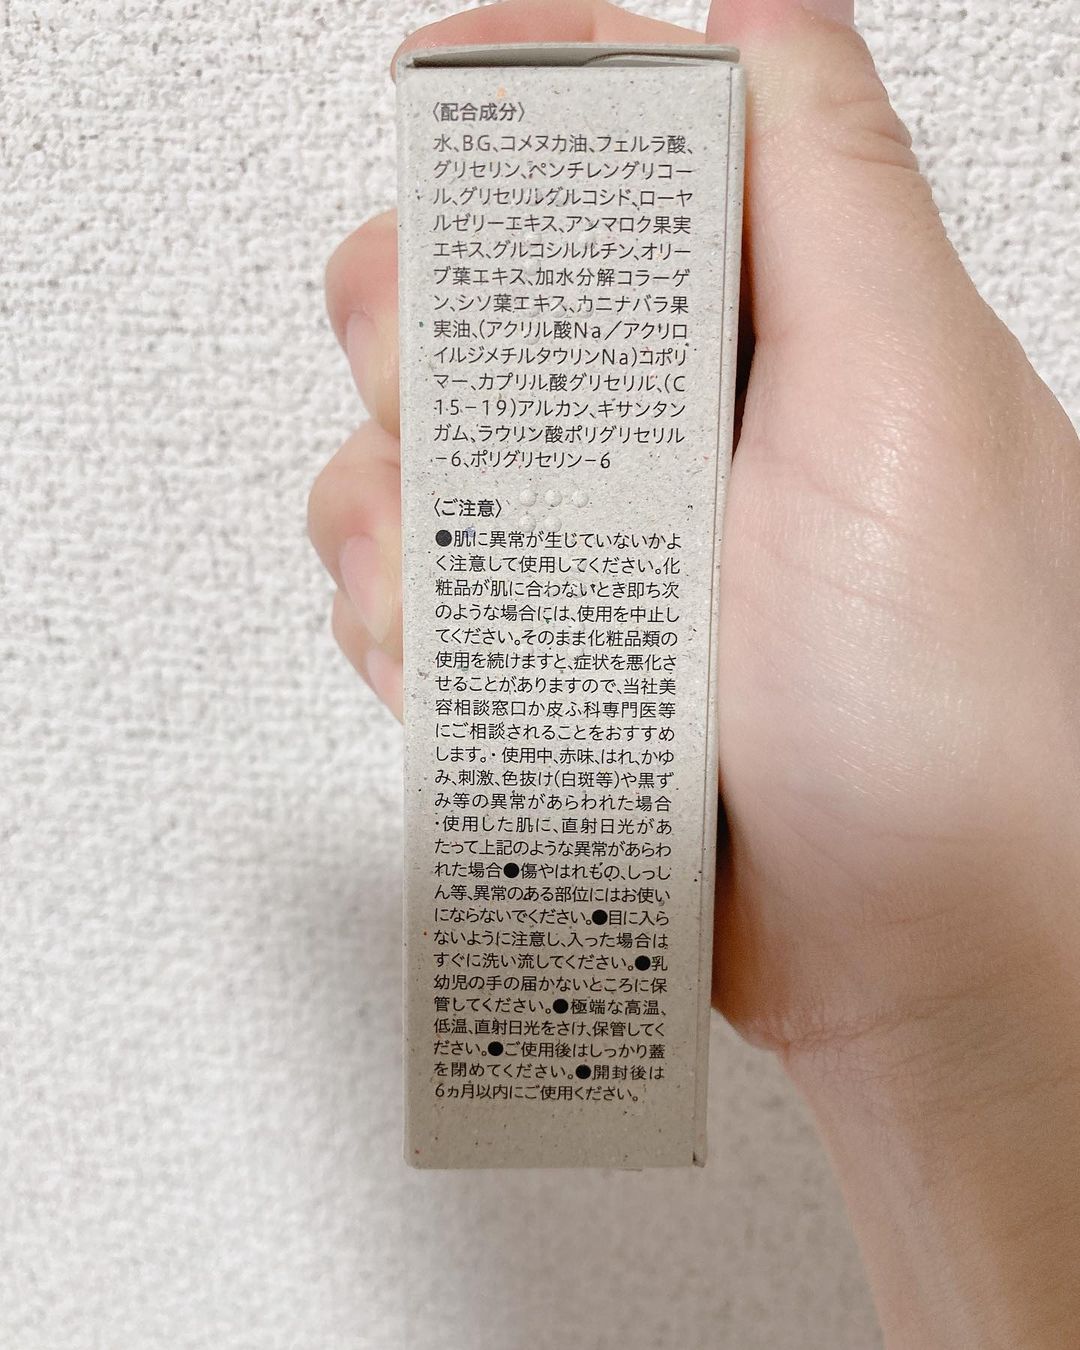 〈配合成分〉
水、BG、コメヌカ油、フェルラ酸、
グリセリン、ペンチレングリコー
ル、グリセリルグルコシド、ローヤ
ルゼリーエキス、アンマロク果実
エキス、グルコシルルチン、オリー
ブ葉エキス、加水分解コラーゲ
ン、シソ葉エキス、カニナバラ果
実油、(アクリル酸Na／アクリロ
イルジメチルタウリンNa)コポリ
マー、カプリル酸グリセリル、(C
15－19)アルカン、キサンタン
ガム、ラウリン酸ポリグリセリル
－6、ポリグリセリン－6
〈ご注意〉
●肌に異常が生じていないかよ
く注意して使用してください。化
粧品が肌に合わないとき即ち次
のような場合には、使用を中止し
てください。そのまま化粧品類の
使用を続けますと、症状を悪化さ
せることがありますので、当社美
容相談窓口か皮ふ科専門医等
にご相談されることをおすすめ
します。・使用中、赤味、はれ、かゆ
み、刺激、色抜け(白斑等)や黒ず
み等の異常があらわれた場合
・使用した肌に、直射日光があ
たって上記のような異常があらわ
れた場合●傷やはれもの、しっし
ん等、異常のある部位にはお使い
にならないでください。●目に入ら
ないように注意し、入った場合は
すぐに洗い流してください。●乳
幼児の手の届かないところに保
管してください。●極端な高温、
低温、直射日光をさけ、保管してく
ださい。●ご使用後はしっかり蓋
を閉めてください。●開封後は
6ヵ月以内にご使用ください。